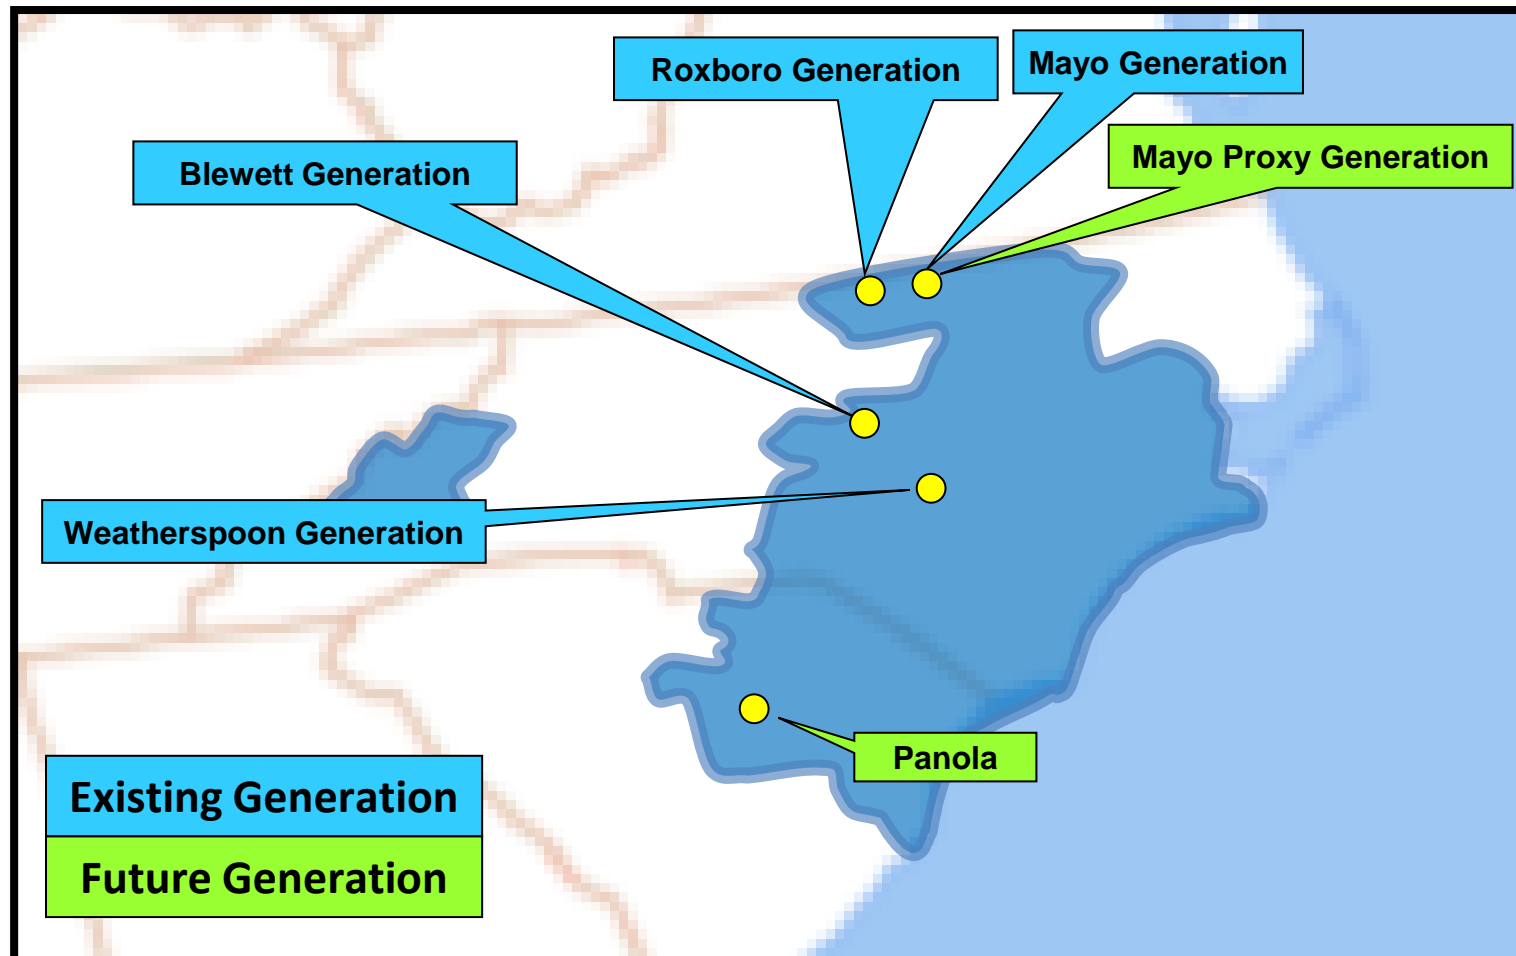 Roxboro Generation
Mayo Generation
Mayo Proxy Generation
Blewett Generation
Weatherspoon Generation
Panola
Existing Generation
Future Generation